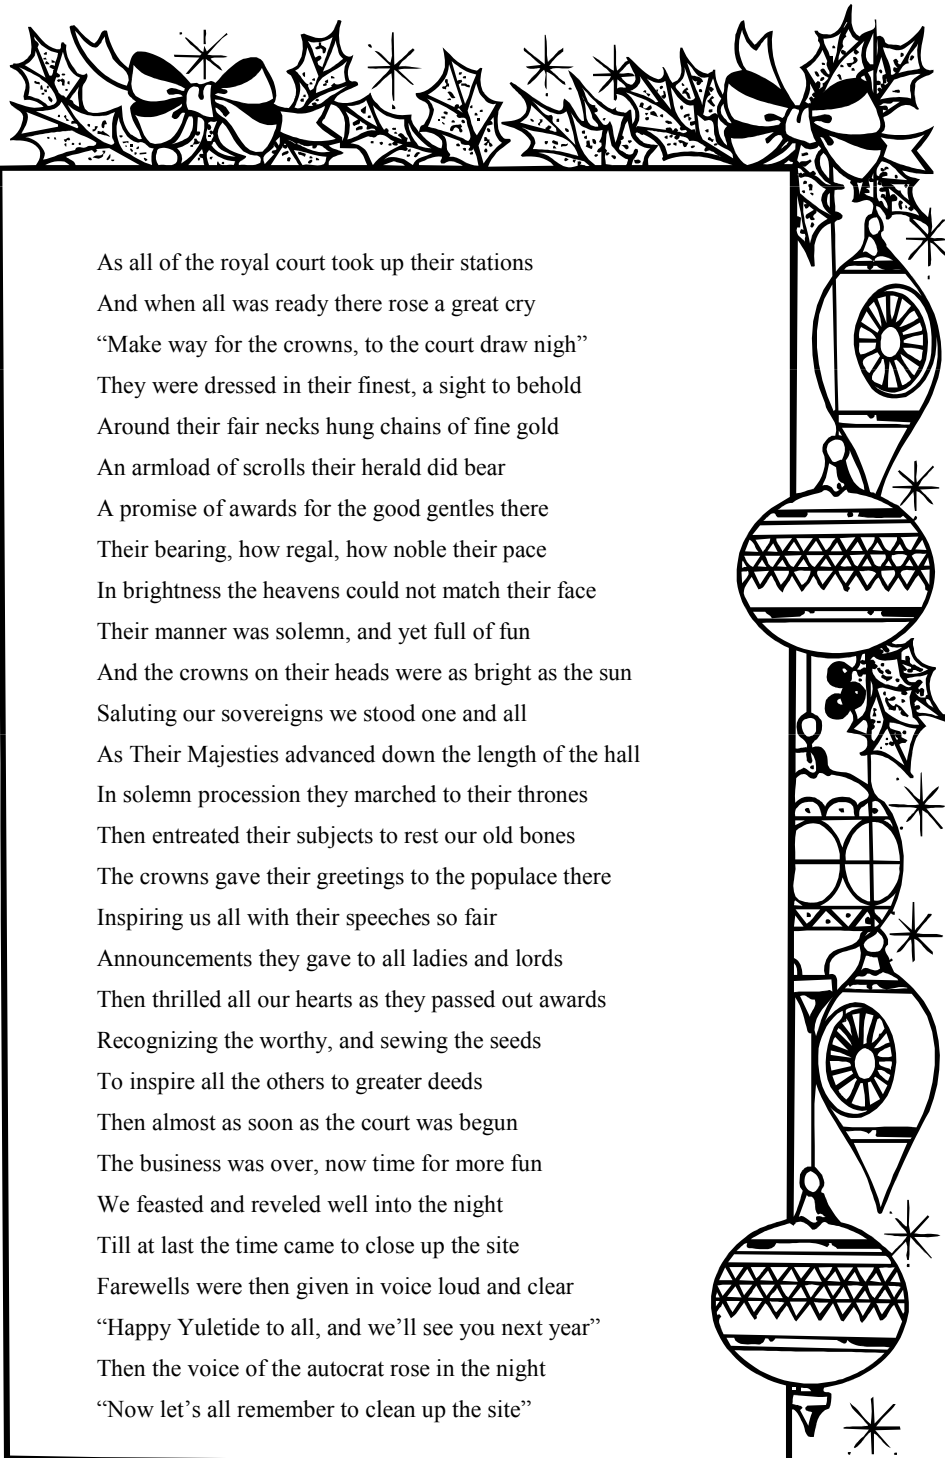 As all of the royal court took up their stations
And when all was ready there rose a great cry
“Make way for the crowns, to the court draw nigh”
They were dressed in their finest, a sight to behold
Around their fair necks hung chains of fine gold
An armload of scrolls their herald did bear
A promise of awards for the good gentles there
Their bearing, how regal, how noble their pace
In brightness the heavens could not match their face
Their manner was solemn, and yet full of fun
And the crowns on their heads were as bright as the sun
Saluting our sovereigns we stood one and all
As Their Majesties advanced down the length of the hall
In solemn procession they marched to their thrones
Then entreated their subjects to rest our old bones
The crowns gave their greetings to the populace there
Inspiring us all with their speeches so fair
Announcements they gave to all ladies and lords
Then thrilled all our hearts as they passed out awards
Recognizing the worthy, and sewing the seeds
To inspire all the others to greater deeds
Then almost as soon as the court was begun
The business was over, now time for more fun
We feasted and reveled well into the night
Till at last the time came to close up the site
Farewells were then given in voice loud and clear
“Happy Yuletide to all, and we’ll see you next year”
Then the voice of the autocrat rose in the night
“Now let’s all remember to clean up the site”